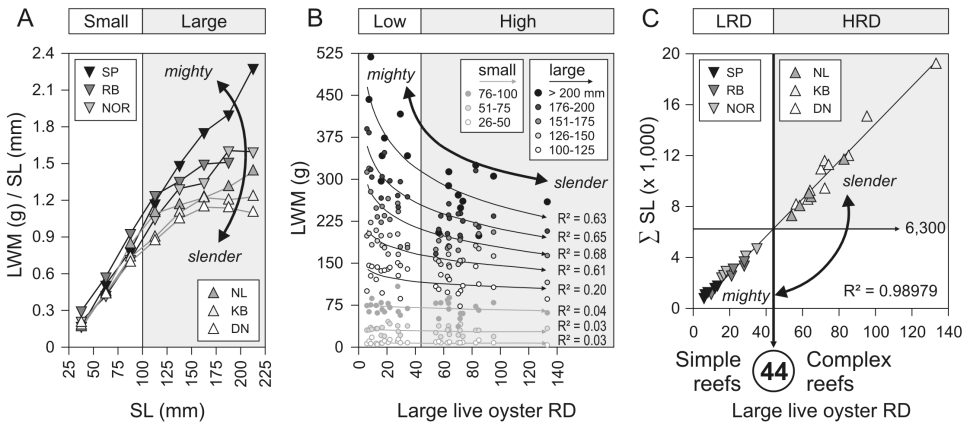 A
Small
Large
2.4
2.1
1.8
1.5
1.2
0.9
0.6
0.3
0
LWM (g) / SL (mm)
SP
RB
NOR
mighty
slender
NL
KB
DN
25
50
75
100
125
150
175
200
225
SL (mm)
B
Low
High
525
450
375
300
225
150
75
0
LWM (g)
mighty
small
76-100
51-75
26-50
large
> 200 mm
176-200
151-175
126-150
100-125
slender
R² = 0.63
R² = 0.65
R² = 0.68
R² = 0.61
R² = 0.20
R² = 0.04
R² = 0.03
R² = 0.03
0
20
40
60
80
100
120
140
Large live oyster RD
C
LRD
HRD
20
16
12
8
4
0
∑ SL (x 1,000)
SP
RB
NOR
NL
KB
DN
slender
6,300
mighty
R² = 0.98979
0 20 40 60 80 100 120 140
Simple
reefs
44
Complex
reefs
Large live oyster RD